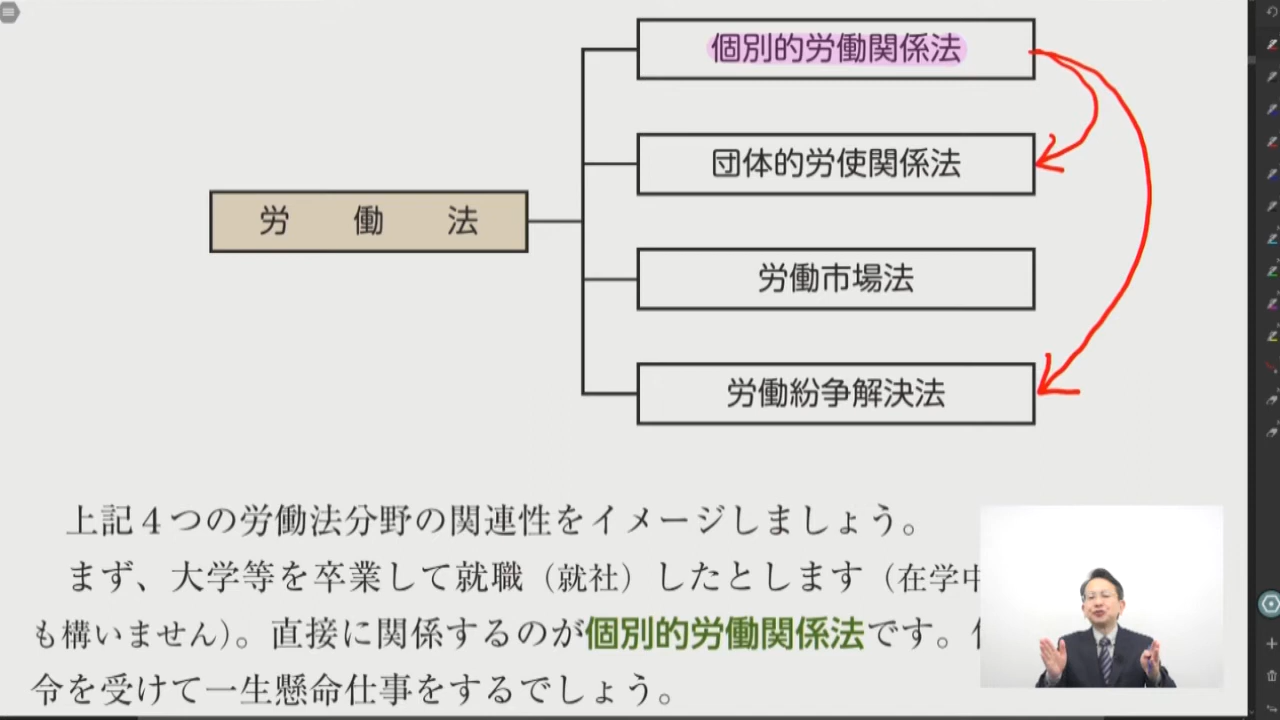 個別的労働関係法
団体的労使関係法
労　働　法
労働市場法
労働紛争解決法
上記４つの労働法分野の関連性をイメージしましょう。
まず、大学等を卒業して就職（就社）したとします（在学中
も構いません）。直接に関係するのが個別的労働関係法です。
令を受けて一生懸命仕事をするでしょう。